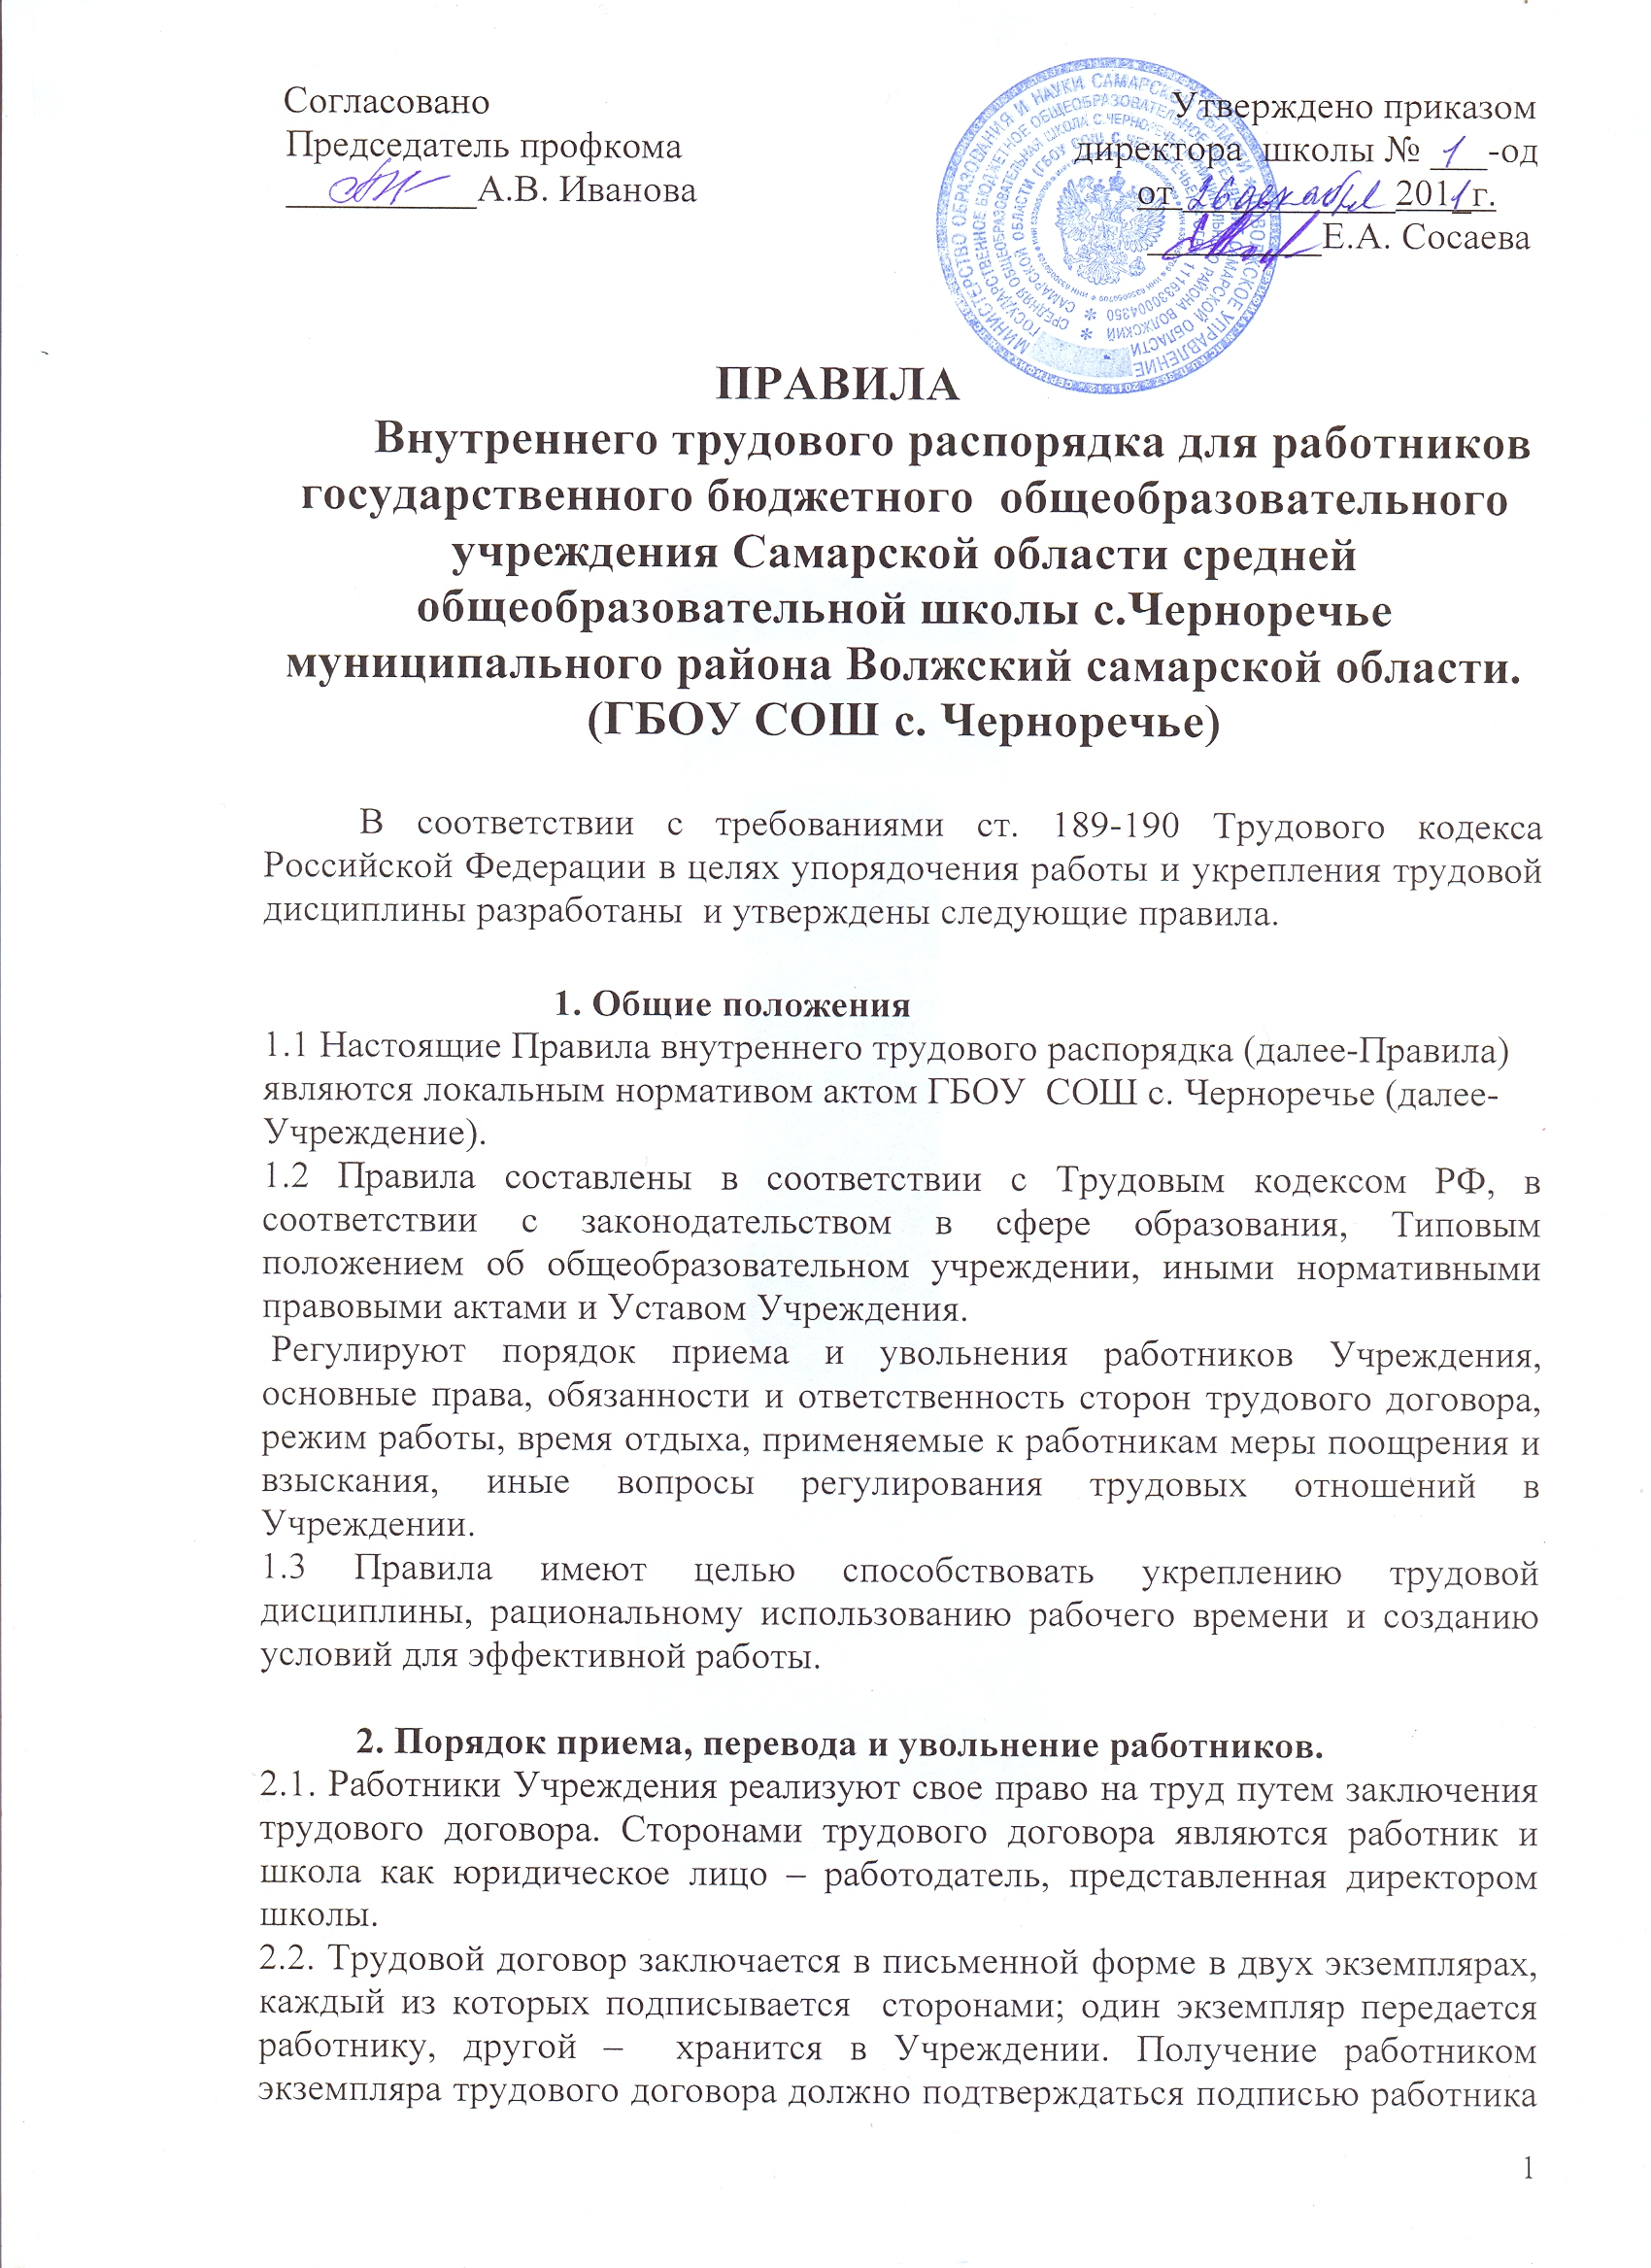 Согласовано
Председатель профкома
А.В. Иванова
Утверждено приказом
директора школы № 1 -од
от 26 декабря 2011 г.
Е.А. Сосаева
МИНИСТЕРСТВО ОБРАЗОВАНИЯ И НАУКИ САМАРСКОЙ ОБЛАСТИ
ПРАВИЛА
Внутреннего трудового распорядка для работников
государственного бюджетного общеобразовательного
учреждения Самарской области средней
общеобразовательной школы с.Черноречье
муниципального района Волжский самарской области.
(ГБОУ СОШ с. Черноречье)
В соответствии с требованиями ст. 189-190 Трудового кодекса
Российской Федерации в целях упорядочения работы и укрепления трудовой
дисциплины разработаны и утверждены следующие правила.
1. Общие положения
1.1 Настоящие Правила внутреннего трудового распорядка (далее-Правила)
являются локальным нормативом актом ГБОУ СОШ с. Черноречье (далее-
Учреждение).
1.2 Правила составлены в соответствии с Трудовым кодексом РФ, в
соответствии с законодательством в сфере образования, Типовым
положением об общеобразовательном учреждении, иными нормативными
правовыми актами и Уставом Учреждения.
Регулируют порядок приема и увольнения работников Учреждения,
основные права, обязанности и ответственность сторон трудового договора,
режим работы, время отдыха, применяемые к работникам меры поощрения и
взыскания, иные вопросы регулирования трудовых отношений в
Учреждении.
1.3 Правила имеют целью способствовать укреплению трудовой
дисциплины, рациональному использованию рабочего времени и созданию
условий для эффективной работы.
2. Порядок приема, перевода и увольнение работников.
2.1. Работники Учреждения реализуют свое право на труд путем заключения
трудового договора. Сторонами трудового договора являются работник и
школа как юридическое лицо – работодатель, представленная директором
школы.
2.2. Трудовой договор заключается в письменной форме в двух экземплярах,
каждый из которых подписывается сторонами; один экземпляр передается
работнику, другой – хранится в Учреждении. Получение работником
экземпляра трудового договора должно подтверждаться подписью работника
1